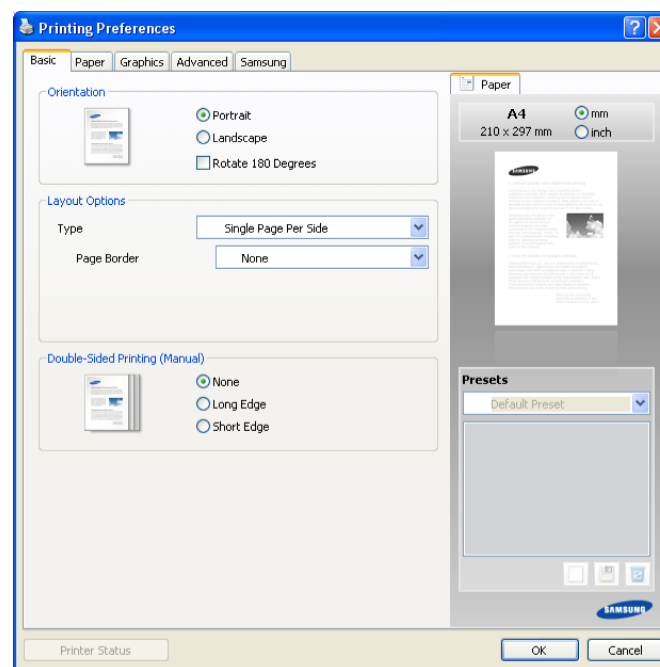 Printing Preferences
Basic Paper Graphics Advanced Samsung
Orientation
Portrait
Landscape
Rotate 180 Degrees
Layout Options
Type Single Page Per Side
Page Border None
Double-Sided Printing (Manual)
None
Long Edge
Short Edge
Paper
A4 mm
210 x 297 mm inch
SAMSUNG
Presets
Default Preset
SAMSUNG
Printer Status OK Cancel